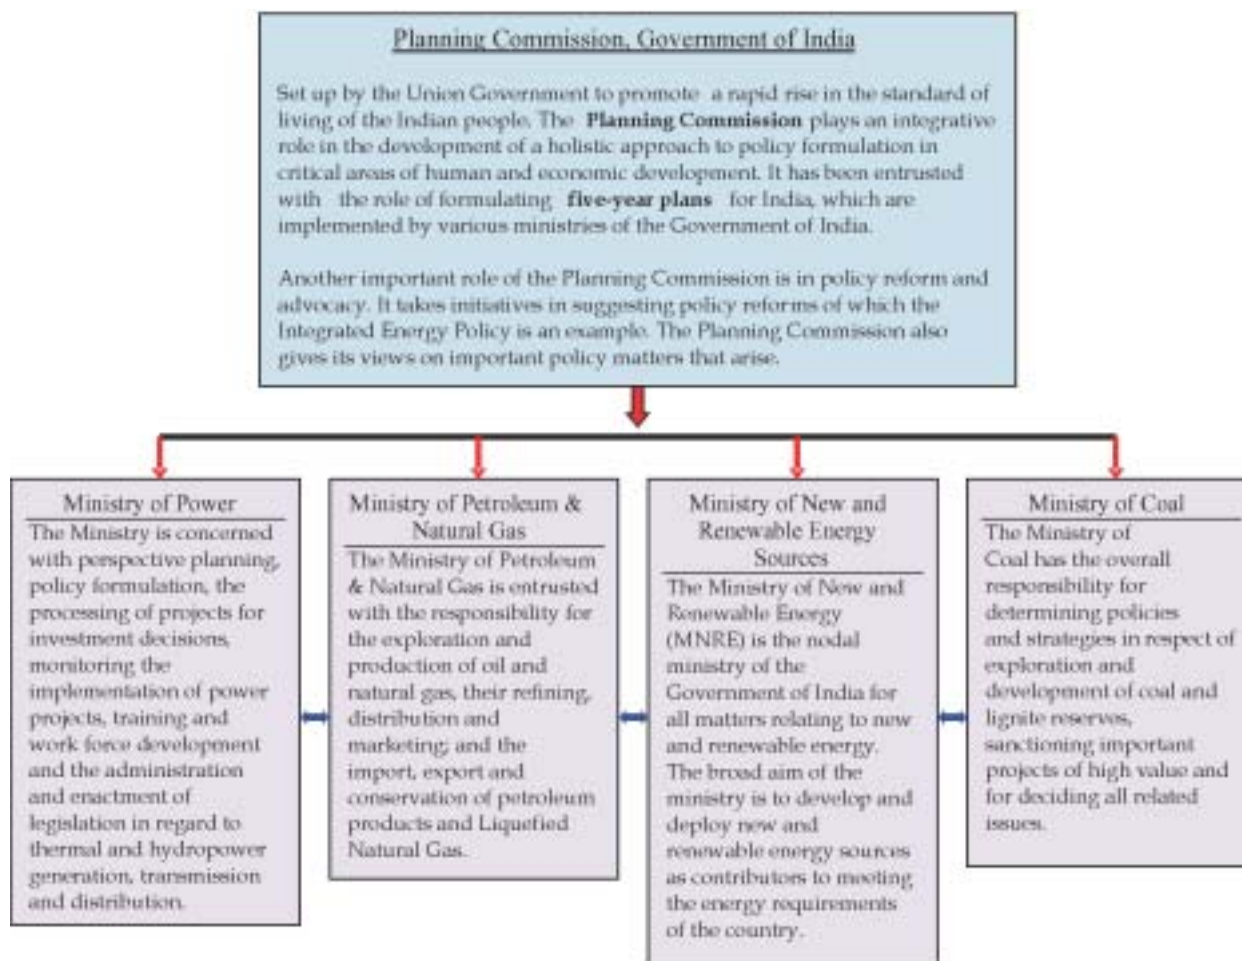 Planning Commission, Government of India
Set up by the Union Government to promote a rapid rise in the standard of
living of the Indian people. The Planning Commission plays an integrative
role in the development of a holistic approach to policy formulation in
critical areas of human and economic development. It has been entrusted
with the role of formulating five-year plans for India, which are
implemented by various ministries of the Government of India.
Another important role of the Planning Commission is in policy reform and
advocacy. It takes initiatives in suggesting policy reforms of which the
Integrated Energy Policy is an example. The Planning Commission also
gives its views on important policy matters that arise.
Ministry of Power
The Ministry is concerned
with perspective planning,
policy formulation, the
processing of projects for
investment decisions,
monitoring the
implementation of power
projects, training and
work force development
and the administration
and enactment of
legislation in regard to
thermal and hydropower
generation, transmission
and distribution.
Ministry of Petroleum &
Natural Gas
The Ministry of Petroleum
& Natural Gas is entrusted
with the responsibility for
the exploration and
production of oil and
natural gas, their refining,
distribution and
marketing; and the
import, export and
conservation of petroleum
products and Liquefied
Natural Gas.
Ministry of New and
Renewable Energy
Sources
The Ministry of New and
Renewable Energy
(MNRE) is the nodal
ministry of the
Government of India for
all matters relating to new
and renewable energy.
The broad aim of the
ministry is to develop and
deploy new and
renewable energy sources
as contributors to meeting
the energy requirements
of the country.
Ministry of Coal
The Ministry of
Coal has the overall
responsibility for
determining policies
and strategies in respect of
exploration and
development of coal and
lignite reserves,
sanctioning important
projects of high value and
for deciding all related
issues.